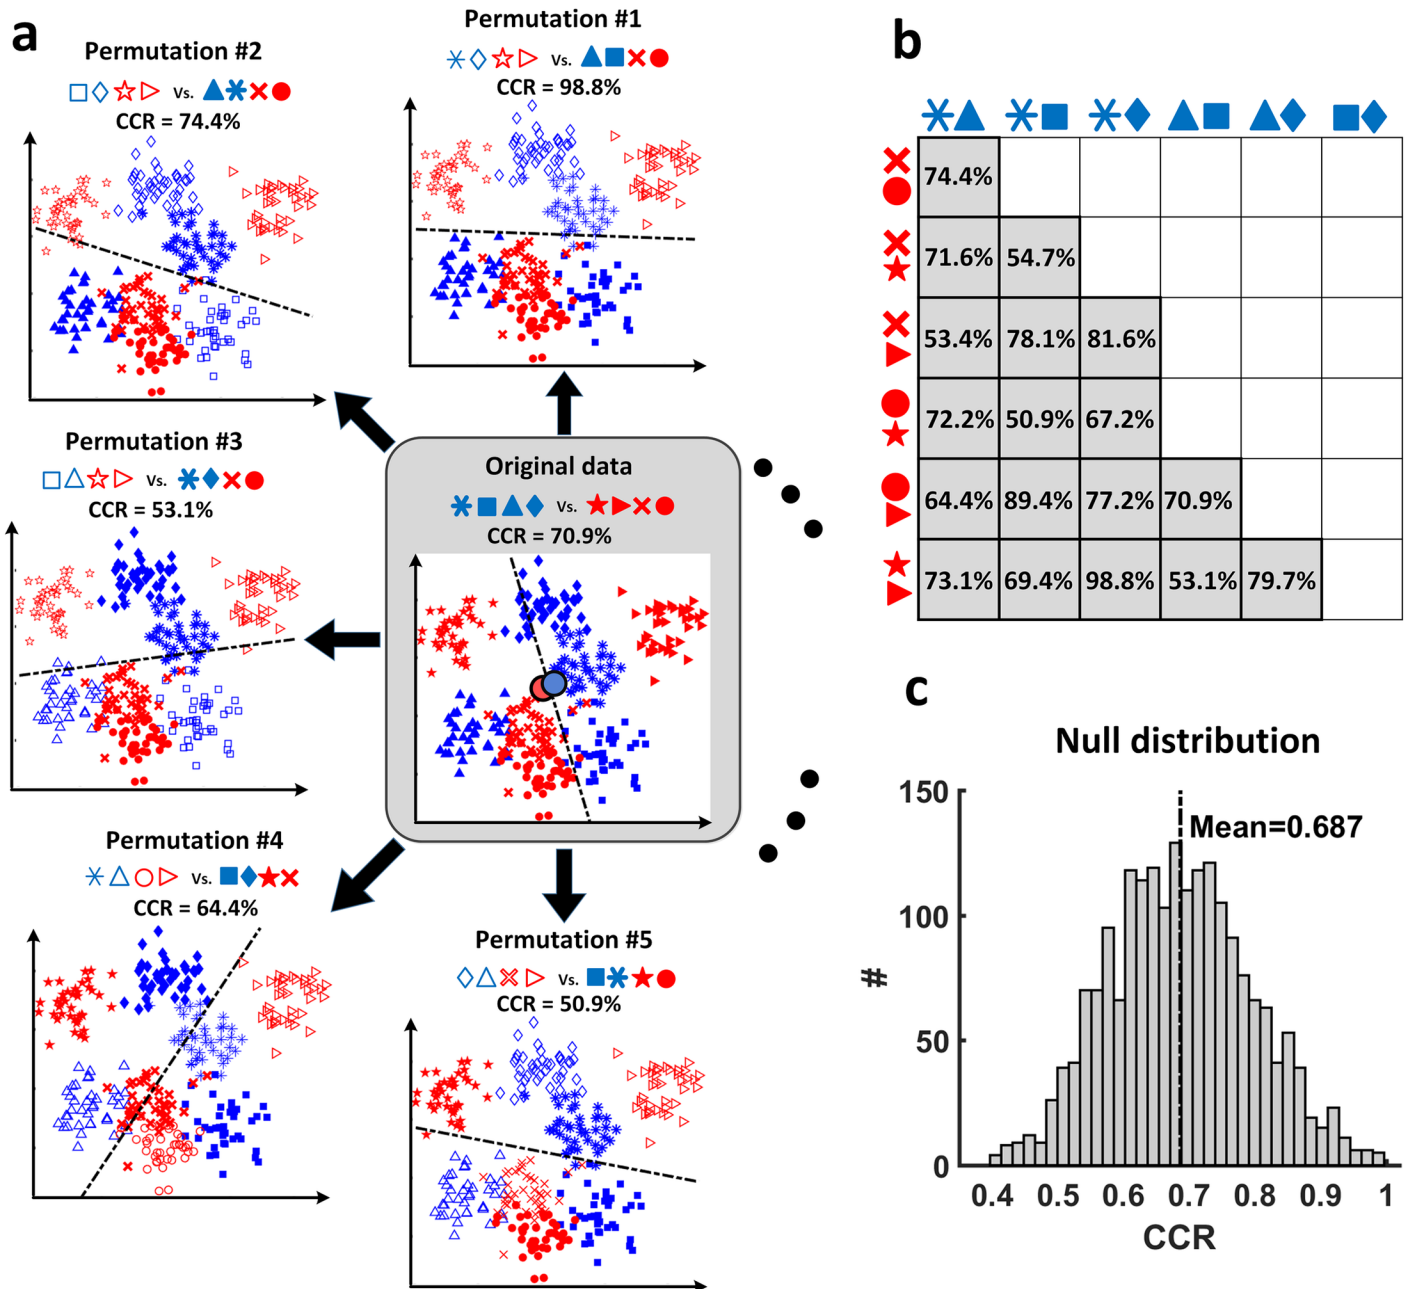 a
Permutation #1
Vs.
CCR = 98.8%
Permutation #2
Vs.
CCR = 74.4%
Permutation #3
Vs.
CCR = 53.1%
Original data
Vs.
CCR = 70.9%
Permutation #4
Vs.
CCR = 64.4%
Permutation #5
Vs.
CCR = 50.9%
b
74.4%
71.6% 54.7%
53.4% 78.1% 81.6%
72.2% 50.9% 67.2%
64.4% 89.4% 77.2% 70.9%
73.1% 69.4% 98.8% 53.1% 79.7%
c
Null distribution
Mean=0.687
150
100
50
0
#
0.4 0.5 0.6 0.7 0.8 0.9 1
CCR